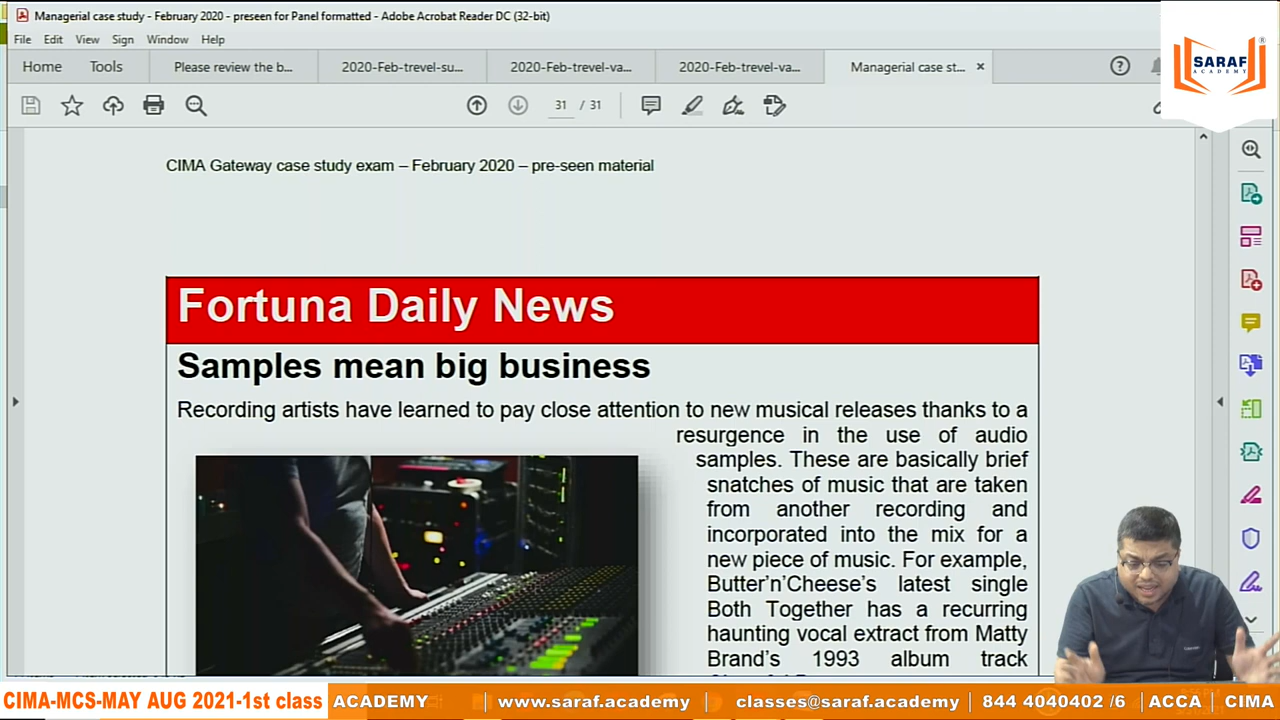 Managerial case study - February 2020 - preseen for Panel formatted - Adobe Acrobat Reader DC (32-bit)
File Edit View Sign Window Help
Home Tools Please review the b... 2020-Feb-trevel-su... 2020-Feb-trevel-va... 2020-Feb-trevel-va... Managerial case st... ×
31 / 31
SARAF
ACADEMY
CIMA Gateway case study exam – February 2020 – pre-seen material
Fortuna Daily News
Samples mean big business
Recording artists have learned to pay close attention to new musical releases thanks to a
resurgence in the use of audio
samples. These are basically brief
snatches of music that are taken
from another recording and
incorporated into the mix for a
new piece of music. For example,
Butter'n'Cheese's latest single
Both Together has a recurring
haunting vocal extract from Matty
Brand's 1993 album track
CIMA-MCS-MAY AUG 2021-1st class ACADEMY | www.saraf.academy | classes@saraf.academy | 844 4040402 /6 | ACCA | CIMA